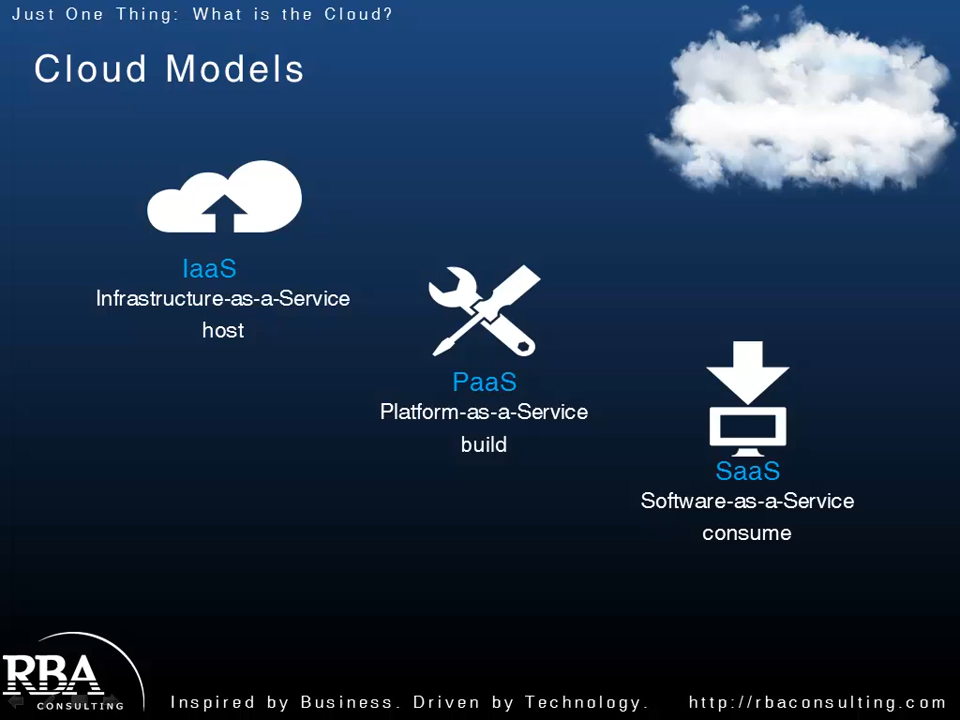 Just One Thing: What is the Cloud?
Cloud Models
IaaS
Infrastructure-as-a-Service
host
PaaS
Platform-as-a-Service
build
SaaS
Software-as-a-Service
consume
RBA
CONSULTING
Inspired by Business. Driven by Technology.
http://rbaconsulting.com